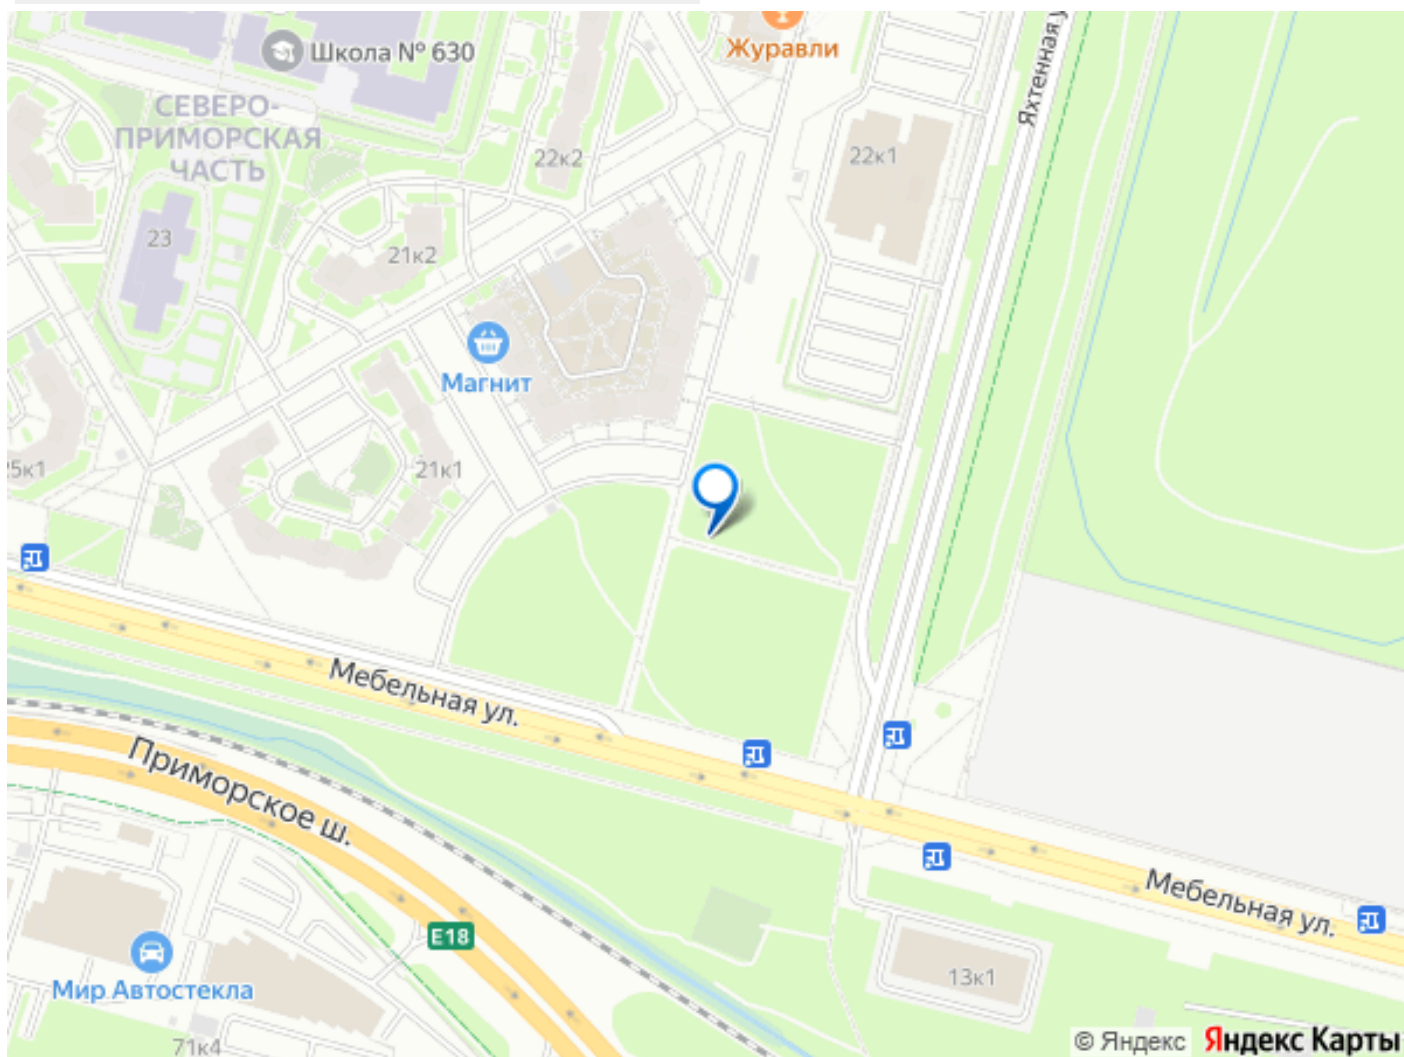 Журавли
Школа № 630
Яхтенная у
СЕВЕРО-
ПРИМОРСКАЯ
ЧАСТЬ
22к2
22к1
23
21к2
Магнит
25к1
21к1
Мебельная ул.
Приморское ш.
Мебельная ул.
E18
13к1
Мир Автостекла
71к4
© Яндекс Яндекс Карты